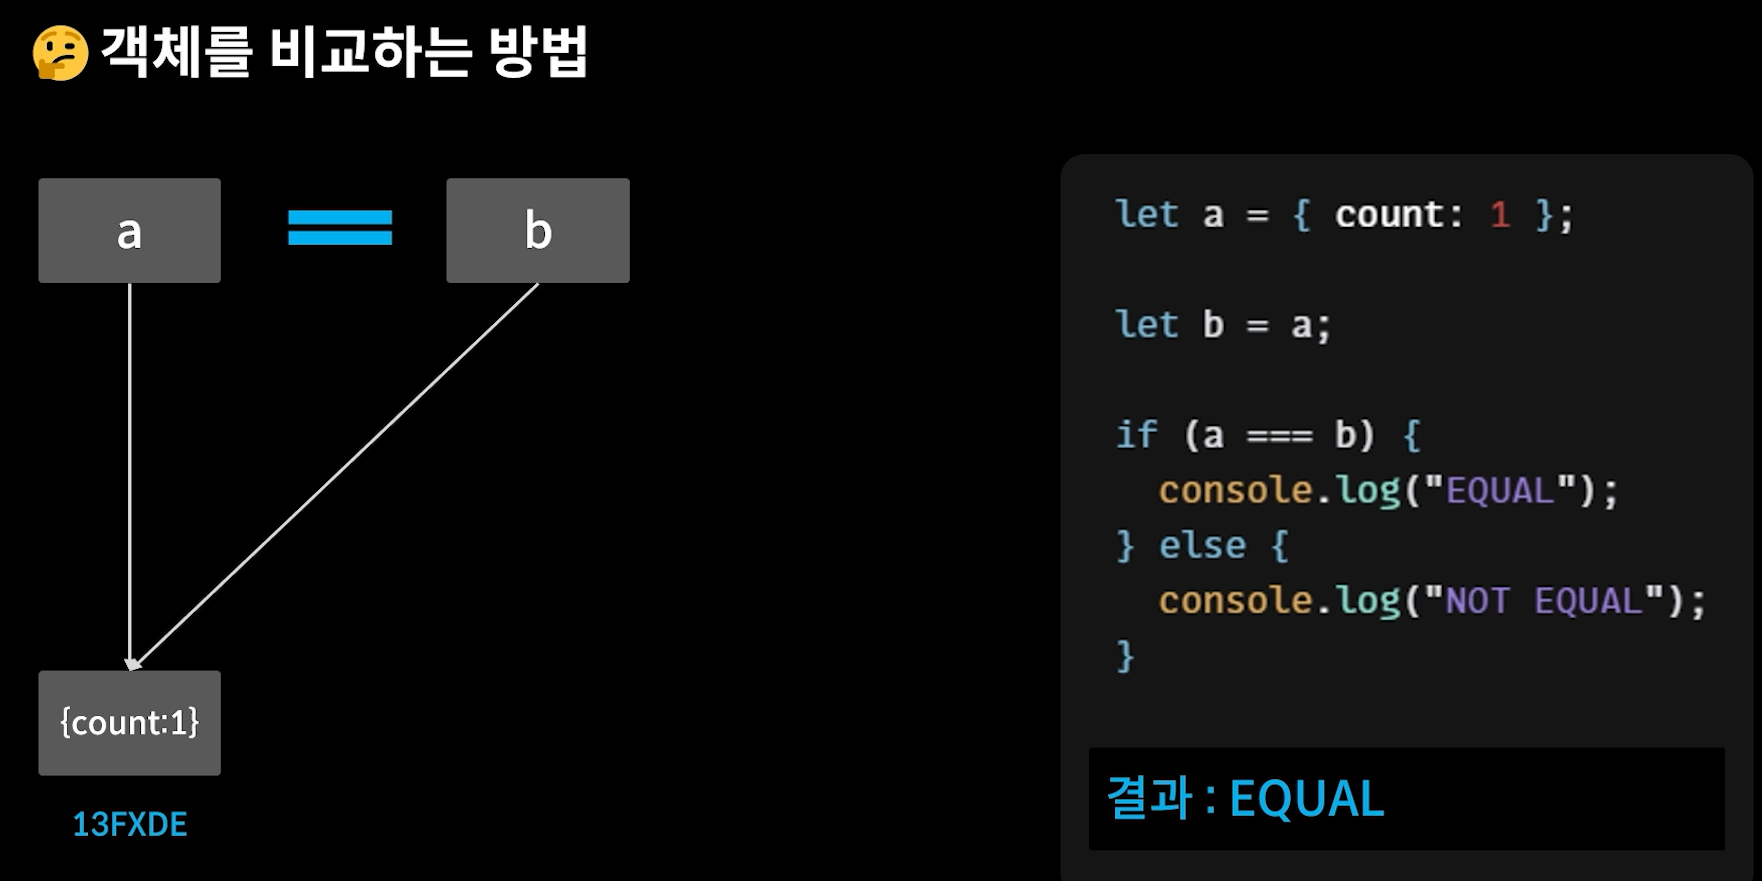 🤔 객체를 비교하는 방법
a = b
{count:1}
13FXDE
let a = { count: 1 };
let b = a;
if (a === b) {
  console.log("EQUAL");
} else {
  console.log("NOT EQUAL");
}
결과 : EQUAL